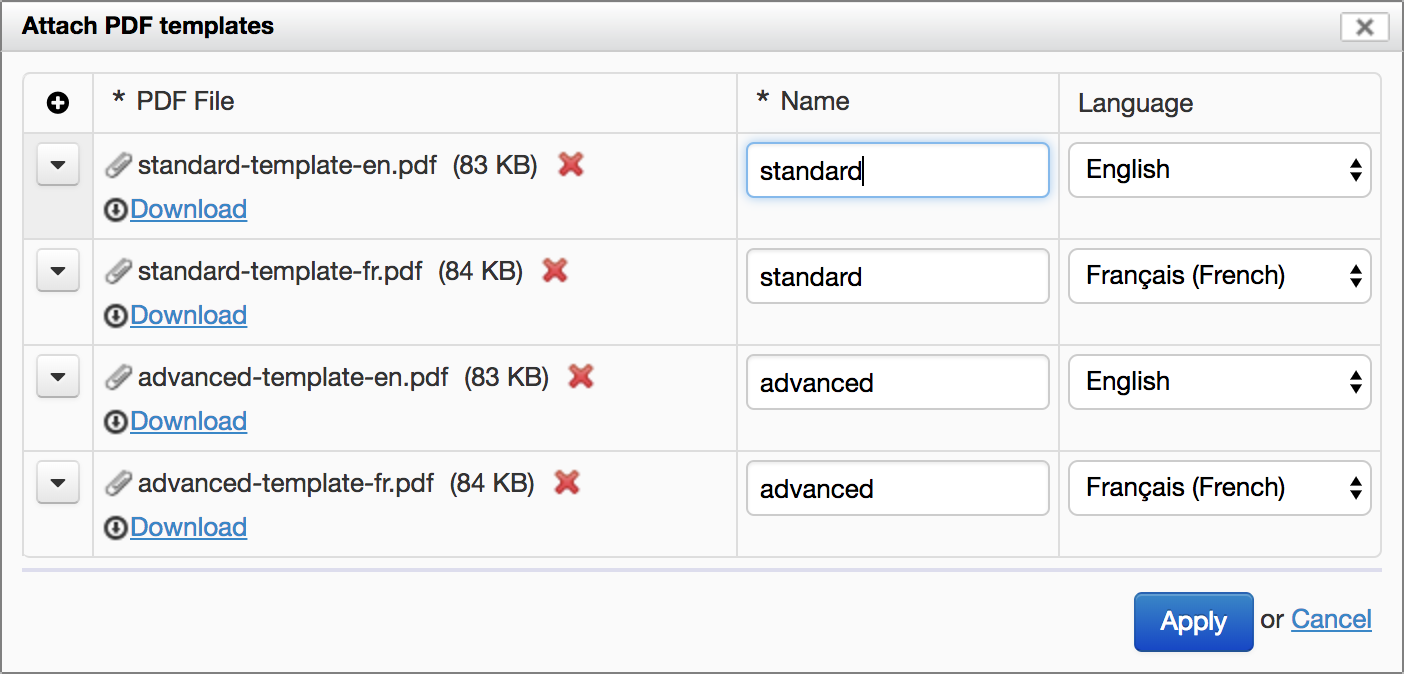 Attach PDF templates
* PDF File * Name Language
standard-template-en.pdf (83 KB) standard English
Download
standard-template-fr.pdf (84 KB) standard Français (French)
Download
advanced-template-en.pdf (83 KB) advanced English
Download
advanced-template-fr.pdf (84 KB) advanced Français (French)
Download
Apply or Cancel